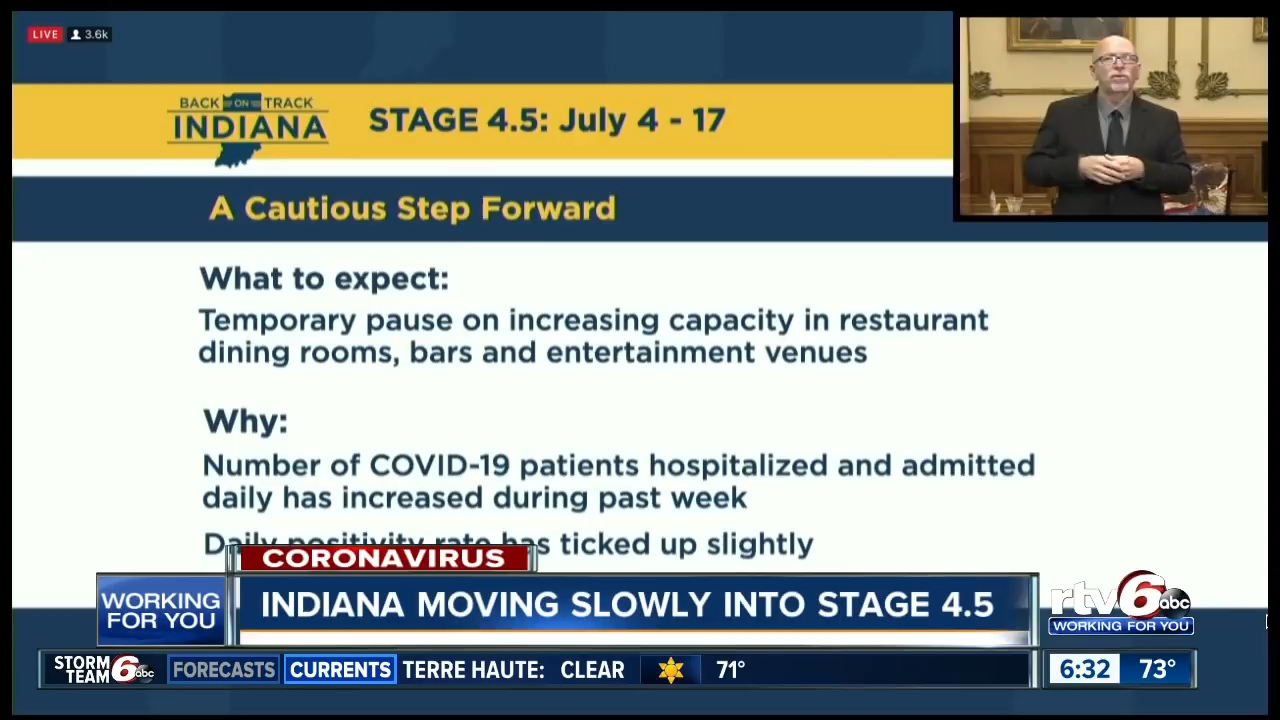 LIVE 3.6k
BACK ON TRACK
INDIANA
STAGE 4.5: July 4 - 17
A Cautious Step Forward
What to expect:
Temporary pause on increasing capacity in restaurant
dining rooms, bars and entertainment venues
Why:
Number of COVID-19 patients hospitalized and admitted
daily has increased during past week
Daily positivity rate has ticked up slightly
CORONAVIRUS
WORKING
FOR YOU
INDIANA MOVING SLOWLY INTO STAGE 4.5
rtv6 abc
WORKING FOR YOU
STORM
TEAM 6 abc
FORECASTS CURRENTS TERRE HAUTE: CLEAR 71°
6:32 73°